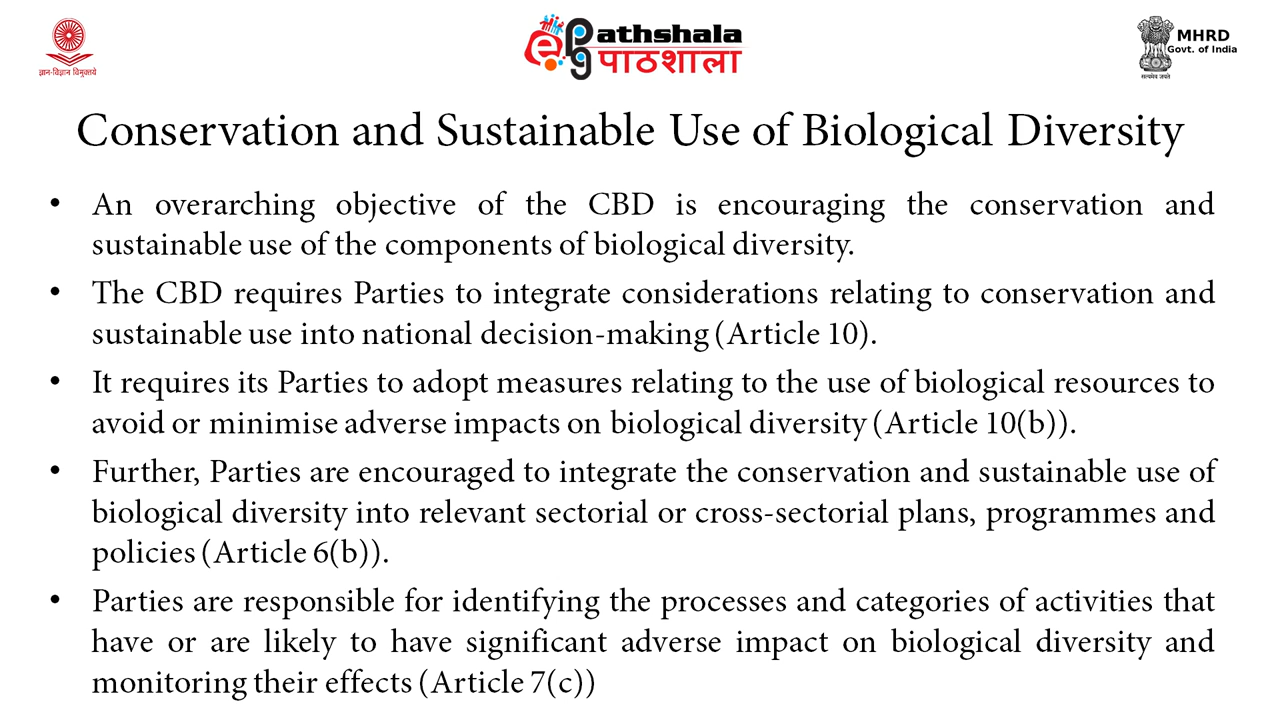 ज्ञान-विज्ञान विमुक्तये
e pg athshala
पाठशाला
MHRD
Govt. of India
सत्यमेव जयते
Conservation and Sustainable Use of Biological Diversity
• An overarching objective of the CBD is encouraging the conservation and
sustainable use of the components of biological diversity.
• The CBD requires Parties to integrate considerations relating to conservation and
sustainable use into national decision-making (Article 10).
• It requires its Parties to adopt measures relating to the use of biological resources to
avoid or minimise adverse impacts on biological diversity (Article 10(b)).
• Further, Parties are encouraged to integrate the conservation and sustainable use of
biological diversity into relevant sectorial or cross-sectorial plans, programmes and
policies (Article 6(b)).
• Parties are responsible for identifying the processes and categories of activities that
have or are likely to have significant adverse impact on biological diversity and
monitoring their effects (Article 7(c))